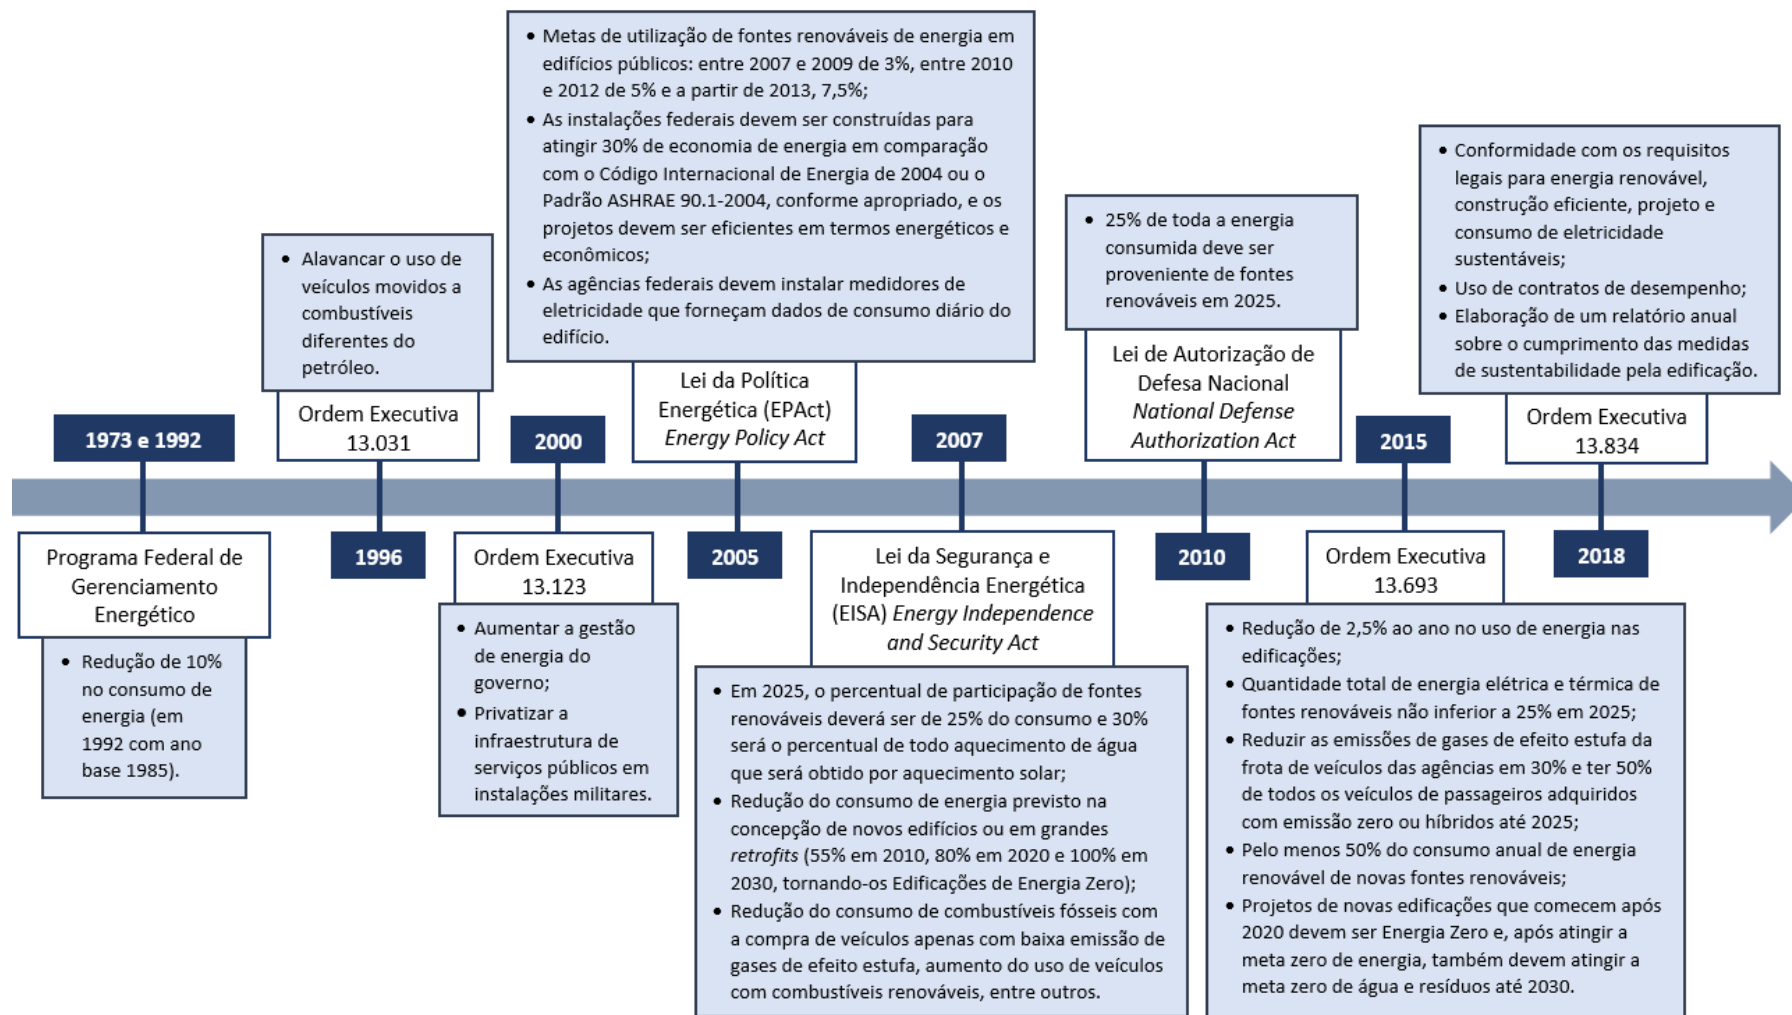 1973 e 1992
Programa Federal de
Gerenciamento
Energético
• Redução de 10%
no consumo de
energia (em
1992 com ano
base 1985).
• Alavancar o uso de
veículos movidos a
combustíveis
diferentes do
petróleo.
Ordem Executiva
13.031
1996
2000
Ordem Executiva
13.123
• Aumentar a gestão
de energia do
governo;
• Privatizar a
infraestrutura de
serviços públicos em
instalações militares.
• Metas de utilização de fontes renováveis de energia em
edifícios públicos: entre 2007 e 2009 de 3%, entre 2010
e 2012 de 5% e a partir de 2013, 7,5%;
• As instalações federais devem ser construídas para
atingir 30% de economia de energia em comparação
com o Código Internacional de Energia de 2004 ou o
Padrão ASHRAE 90.1-2004, conforme apropriado, e os
projetos devem ser eficientes em termos energéticos e
econômicos;
• As agências federais devem instalar medidores de
eletricidade que forneçam dados de consumo diário do
edifício.
Lei da Política
Energética (EPAct)
Energy Policy Act
2005
2007
Lei da Segurança e
Independência Energética
(EISA) Energy Independence
and Security Act
• Em 2025, o percentual de participação de fontes
renováveis deverá ser de 25% do consumo e 30%
será o percentual de todo aquecimento de água
que será obtido por aquecimento solar;
• Redução do consumo de energia previsto na
concepção de novos edifícios ou em grandes
retrofits (55% em 2010, 80% em 2020 e 100% em
2030, tornando-os Edificações de Energia Zero);
• Redução do consumo de combustíveis fósseis com
a compra de veículos apenas com baixa emissão de
gases de efeito estufa, aumento do uso de veículos
com combustíveis renováveis, entre outros.
• 25% de toda a energia
consumida deve ser
proveniente de fontes
renováveis em 2025.
Lei de Autorização de
Defesa Nacional
National Defense
Authorization Act
2010
2015
Ordem Executiva
13.693
• Redução de 2,5% ao ano no uso de energia nas
edificações;
• Quantidade total de energia elétrica e térmica de
fontes renováveis não inferior a 25% em 2025;
• Reduzir as emissões de gases de efeito estufa da
frota de veículos das agências em 30% e ter 50%
de todos os veículos de passageiros adquiridos
com emissão zero ou híbridos até 2025;
• Pelo menos 50% do consumo anual de energia
renovável de novas fontes renováveis;
• Projetos de novas edificações que comecem após
2020 devem ser Energia Zero e, após atingir a
meta zero de energia, também devem atingir a
meta zero de água e resíduos até 2030.
• Conformidade com os requisitos
legais para energia renovável,
construção eficiente, projeto e
consumo de eletricidade
sustentáveis;
• Uso de contratos de desempenho;
• Elaboração de um relatório anual
sobre o cumprimento das medidas
de sustentabilidade pela edificação.
Ordem Executiva
13.834
2018